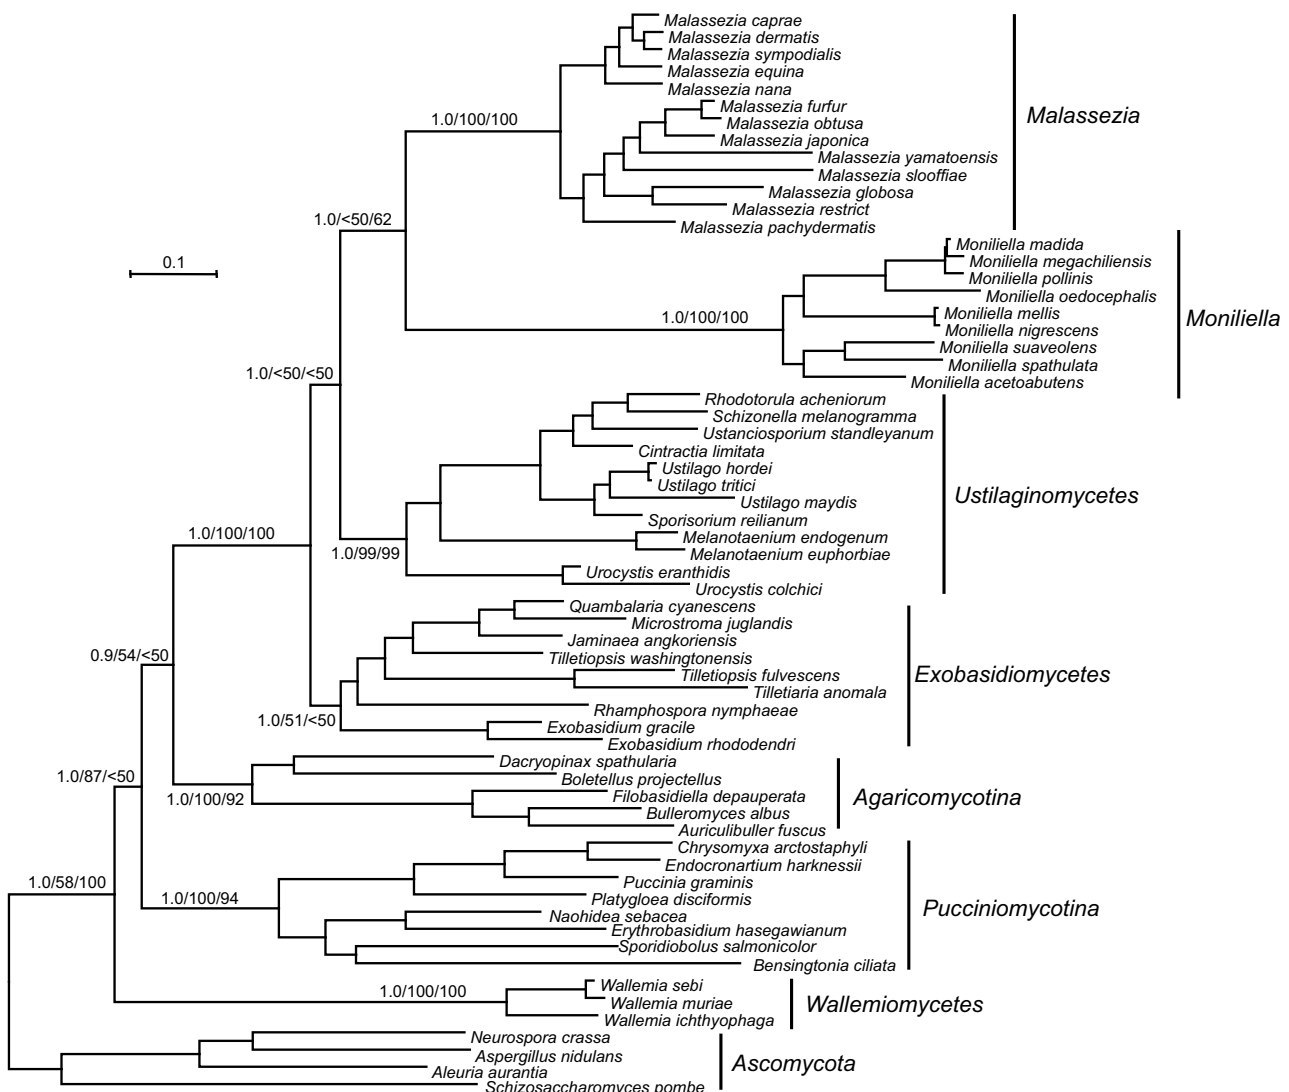 Malassezia caprae
Malassezia dermatis
Malassezia sympodialis
Malassezia equina
Malassezia nana
Malassezia furfur
1.0/100/100
Malassezia
Malassezia obtusa
Malassezia japonica
Malassezia yamatoensis
Malassezia slooffiae
Malassezia globosa
Malassezia restrict
1.0/<50/62
Malassezia pachydermatis
Moniliella madida
0.1
Moniliella megachiliensis
Moniliella pollinis
Moniliella oedocephalis
Moniliella mellis
1.0/100/100
Moniliella
Moniliella nigrescens
Moniliella suaveolens
Moniliella spathulata
1.0/<50/<50
Moniliella acetoabutens
Rhodotorula acheniorum
Schizonella melanogramma
Ustanciosporium standleyanum
Cintractia limitata
Ustilago hordei
Ustilago tritici
Ustilaginomycetes
Ustilago maydis
Sporisorium reilianum
1.0/100/100
Melanotaenium endogenum
1.0/99/99
Melanotaenium euphorbiae
Urocystis eranthidis
Urocystis colchici
Quambalaria cyanescens
Microstroma juglandis
Jaminaea angkoriensis
0.9/54/<50
Tilletiopsis washingtonensis
Tilletiopsis fulvescens
Exobasidiomycetes
Tilletiaria anomala
Rhamphospora nymphaeae
1.0/51/<50
Exobasidium gracile
Exobasidium rhododendri
Dacryopinax spathularia
1.0/87/<50
Boletellus projectellus
1.0/100/92
Filobasidiella depauperata
Agaricomycotina
Bulleromyces albus
Auriculibuller fuscus
Chrysomyxa arctostaphyli
Endocronartium harknessii
1.0/58/100
Puccinia graminis
1.0/100/94
Platygloea disciformis
Pucciniomycotina
Naohidea sebacea
Erythrobasidium hasegawianum
Sporidiobolus salmonicolor
Bensingtonia ciliata
1.0/100/100
Wallemia sebi
Wallemia muriae
Wallemiomycetes
Wallemia ichthyophaga
Neurospora crassa
Aspergillus nidulans
Ascomycota
Aleuria aurantia
Schizosaccharomyces pombe